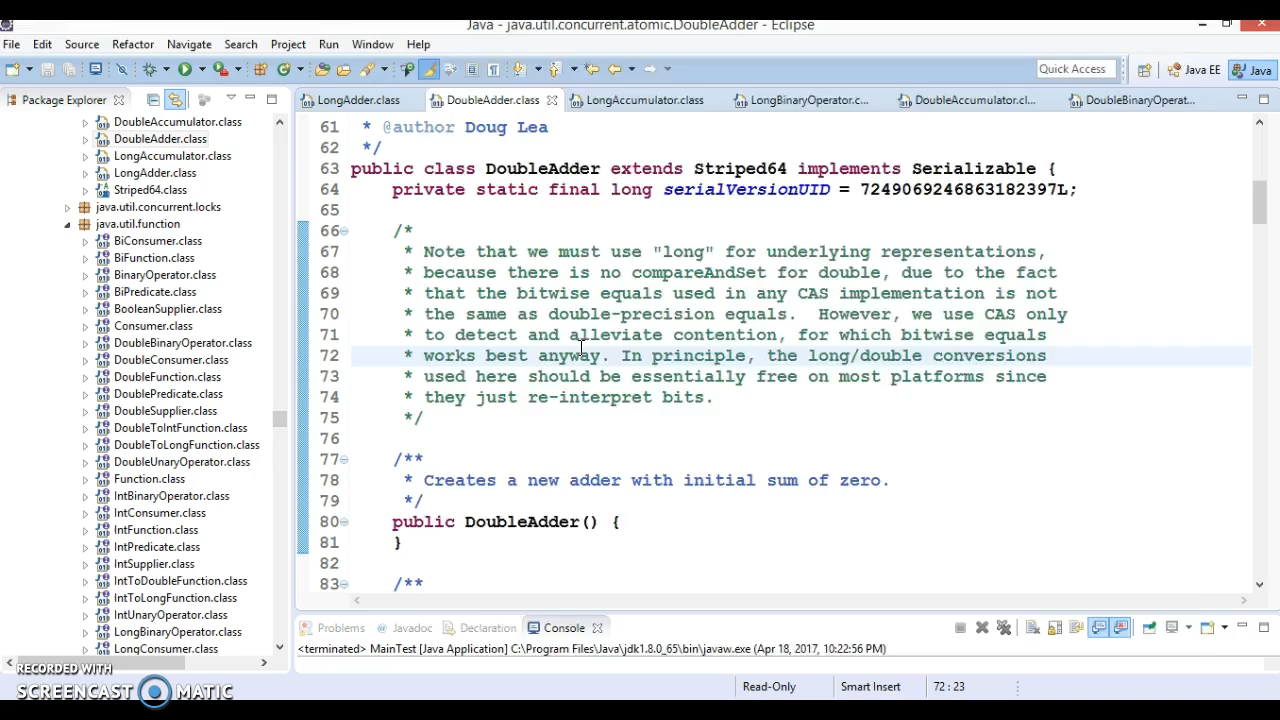 Java - java.util.concurrent.atomic.DoubleAdder - Eclipse
File Edit Source Refactor Navigate Search Project Run Window Help
Quick Access Java EE Java
Package Explorer
DoubleAccumulator.class
DoubleAdder.class
LongAccumulator.class
LongAdder.class
Striped64.class
java.util.concurrent.locks
java.util.function
BiConsumer.class
BiFunction.class
BinaryOperator.class
BiPredicate.class
BooleanSupplier.class
Consumer.class
DoubleBinaryOperator.class
DoubleConsumer.class
DoubleFunction.class
DoublePredicate.class
DoubleSupplier.class
DoubleToIntFunction.class
DoubleToLongFunction.class
DoubleUnaryOperator.class
Function.class
IntBinaryOperator.class
IntConsumer.class
IntFunction.class
IntPredicate.class
IntSupplier.class
IntToDoubleFunction.class
IntToLongFunction.class
IntUnaryOperator.class
LongBinaryOperator.class
LongConsumer.class
LongAdder.class DoubleAdder.class LongAccumulator.class LongBinaryOperator.c... DoubleAccumulator.cl... DoubleBinaryOperat...
61 * @author Doug Lea
62 */
63 public class DoubleAdder extends Striped64 implements Serializable {
64 private static final long serialVersionUID = 7249069246863182397L;
65
66 /*
67 * Note that we must use "long" for underlying representations,
68 * because there is no compareAndSet for double, due to the fact
69 * that the bitwise equals used in any CAS implementation is not
70 * the same as double-precision equals. However, we use CAS only
71 * to detect and alleviate contention, for which bitwise equals
72 * works best anyway. In principle, the long/double conversions
73 * used here should be essentially free on most platforms since
74 * they just re-interpret bits.
75 */
76
77 /**
78 * Creates a new adder with initial sum of zero.
79 */
80 public DoubleAdder() {
81 }
82
83 /**
Problems Javadoc Declaration Console
<terminated> MainTest [Java Application] C:\Program Files\Java\jdk1.8.0_65\bin\javaw.exe (Apr 18, 2017, 10:22:56 PM)
Read-Only Smart Insert 72 : 23
RECORDED WITH
SCREENCAST MATIC